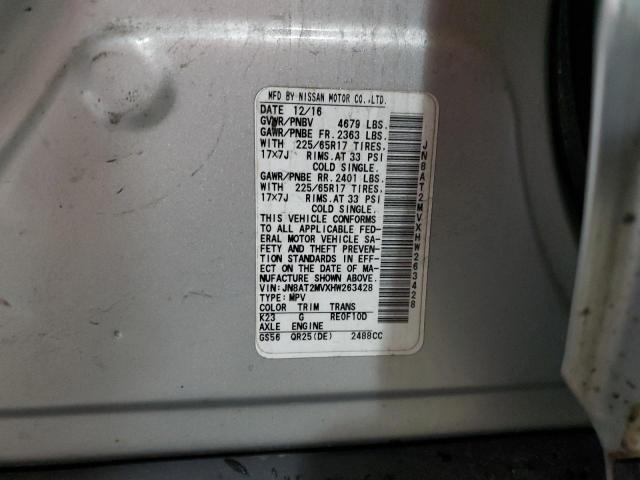 MFD BY NISSAN MOTOR CO.,LTD.
DATE 12/16
GVWR/PNBV 4679 LBS.
GAWR/PNBE FR. 2363 LBS.
WITH 225/65R17 TIRES.
17X7J RIMS.AT 33 PSI
COLD SINGLE.
GAWR/PNBE RR. 2401 LBS.
WITH 225/65R17 TIRES.
17X7J RIMS.AT 33 PSI
COLD SINGLE.
THIS VEHICLE CONFORMS
TO ALL APPLICABLE FED-
ERAL MOTOR VEHICLE SA-
FETY AND THEFT PREVEN-
TION STANDARDS IN EFF-
ECT ON THE DATE OF MA-
NUFACTURE SHOWN ABOVE.
VIN: JN8AT2MVXHW263428
TYPE: MPV
COLOR TRIM TRANS
K23 G RE0F10D
AXLE ENGINE
GS56 QR25(DE) 2488CC
JN8AT2MVXHW263428